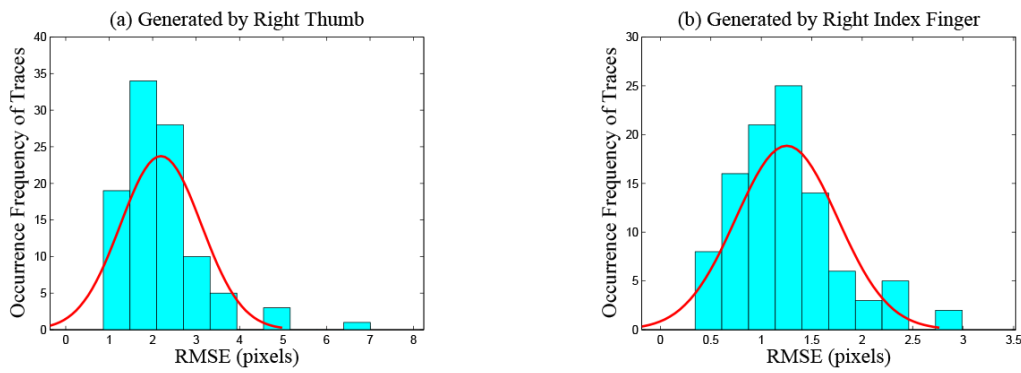 (a) Generated by Right Thumb
Occurrence Frequency of Traces
40
35
30
25
20
15
10
5
0
0 1 2 3 4 5 6 7 8
RMSE (pixels)
(b) Generated by Right Index Finger
Occurrence Frequency of Traces
30
25
20
15
10
5
0
0 0.5 1 1.5 2 2.5 3 3.5
RMSE (pixels)